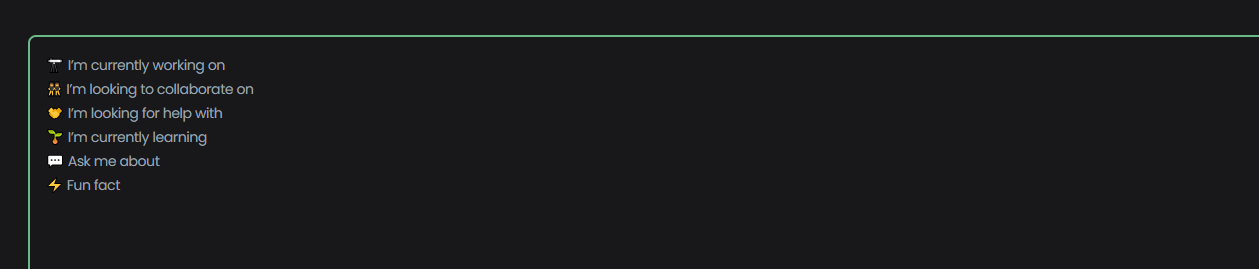 🔭 I'm currently working on
👯 I'm looking to collaborate on
🤝 I'm looking for help with
🌱 I'm currently learning
💬 Ask me about
⚡ Fun fact